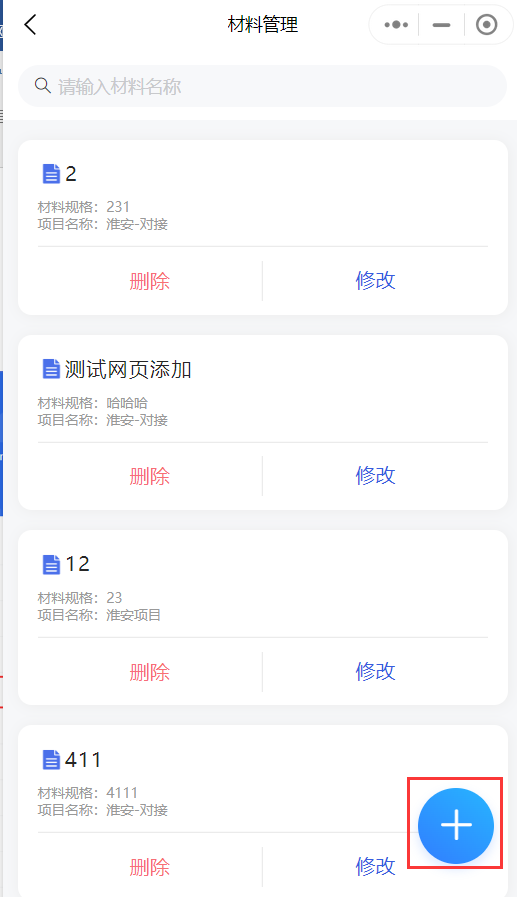 材料管理
请输入材料名称
2
材料规格：231
项目名称：淮安-对接
删除 修改
测试网页添加
材料规格：哈哈哈
项目名称：淮安-对接
删除 修改
12
材料规格：23
项目名称：淮安项目
删除 修改
411
材料规格：4111
项目名称：淮安-对接
删除 修改